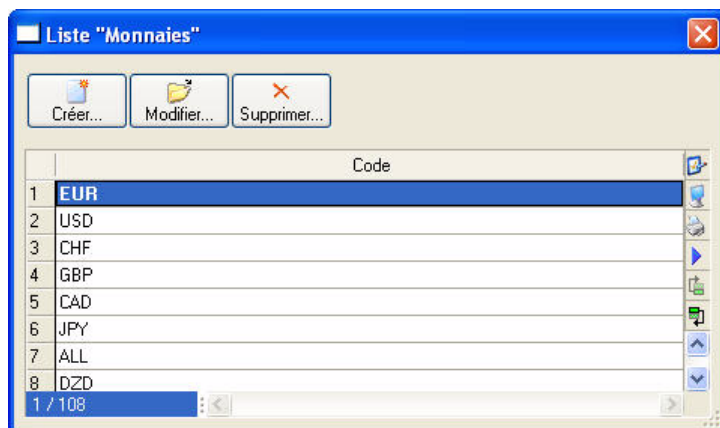 Liste "Monnaies"
Créer... Modifier... Supprimer...
Code
1 EUR
2 USD
3 CHF
4 GBP
5 CAD
6 JPY
7 ALL
8 DZD
1 / 108